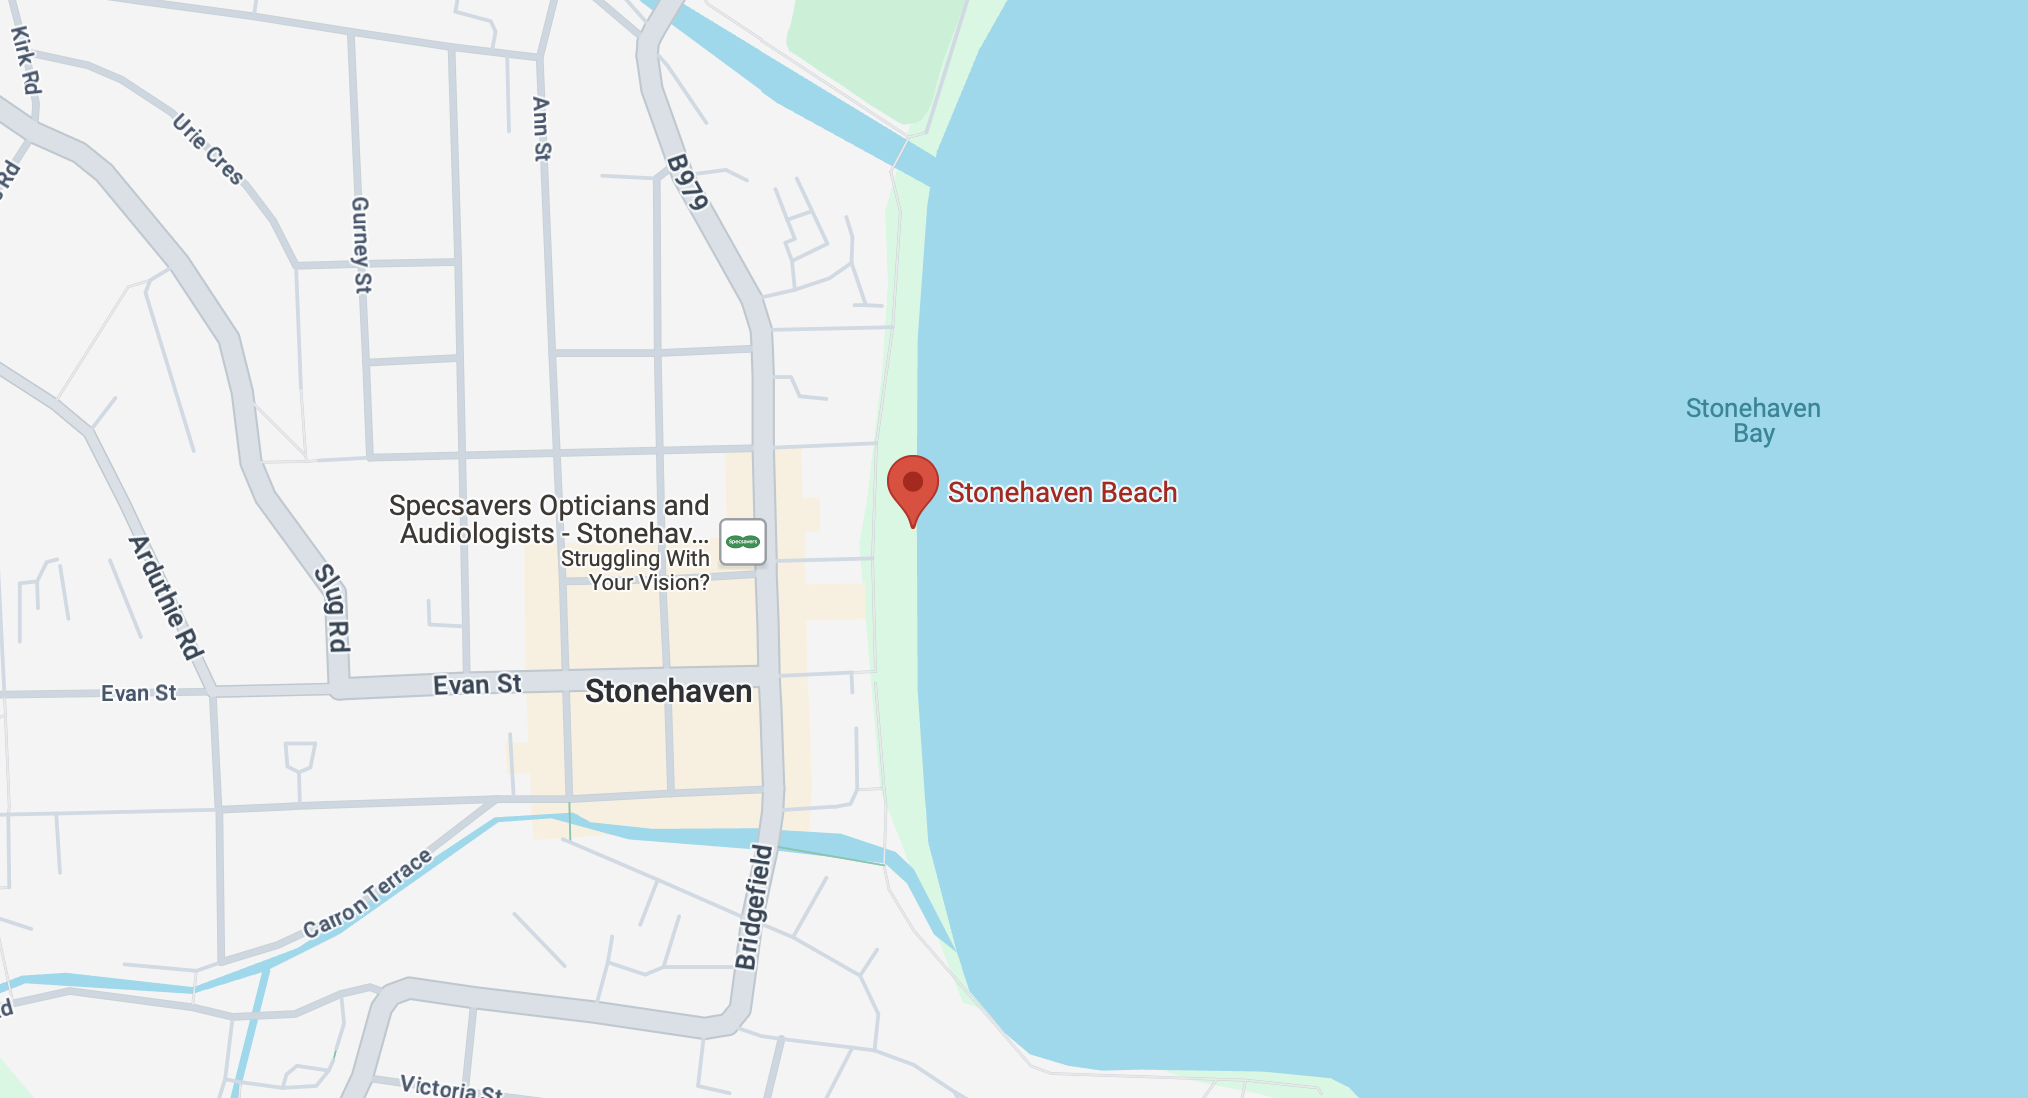 Kirk Rd
Urie Cres
Rd
Gurney St
Ann St
B979
Stonehaven
Bay
Stonehaven Beach
Specsavers Opticians and
Audiologists - Stonehav...
Struggling With
Your Vision?
Specsavers
Arduthie Rd
Slug Rd
Evan St
Evan St
Stonehaven
Carron Terrace
Bridgefield
Victoria St